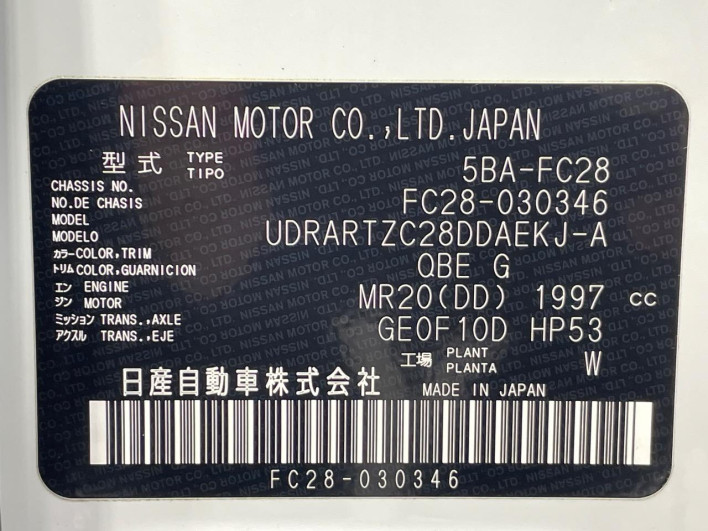 NISSAN MOTOR CO.,LTD.JAPAN
型式 TYPE TIPO 5BA-FC28
CHASSIS NO. NO.DE CHASIS FC28-030346
MODEL MODELO UDRARTZC28DDAEKJ-A
カラー COLOR,TRIM
トリム COLOR,GUARNICION QBE G
エン ENGINE
ジン MOTOR MR20(DD) 1997 cc
ミッション TRANS.,AXLE
アクスル TRANS.,EJE GE0F10D HP53
工場 PLANT PLANTA W
日産自動車株式会社 MADE IN JAPAN
FC28-030346